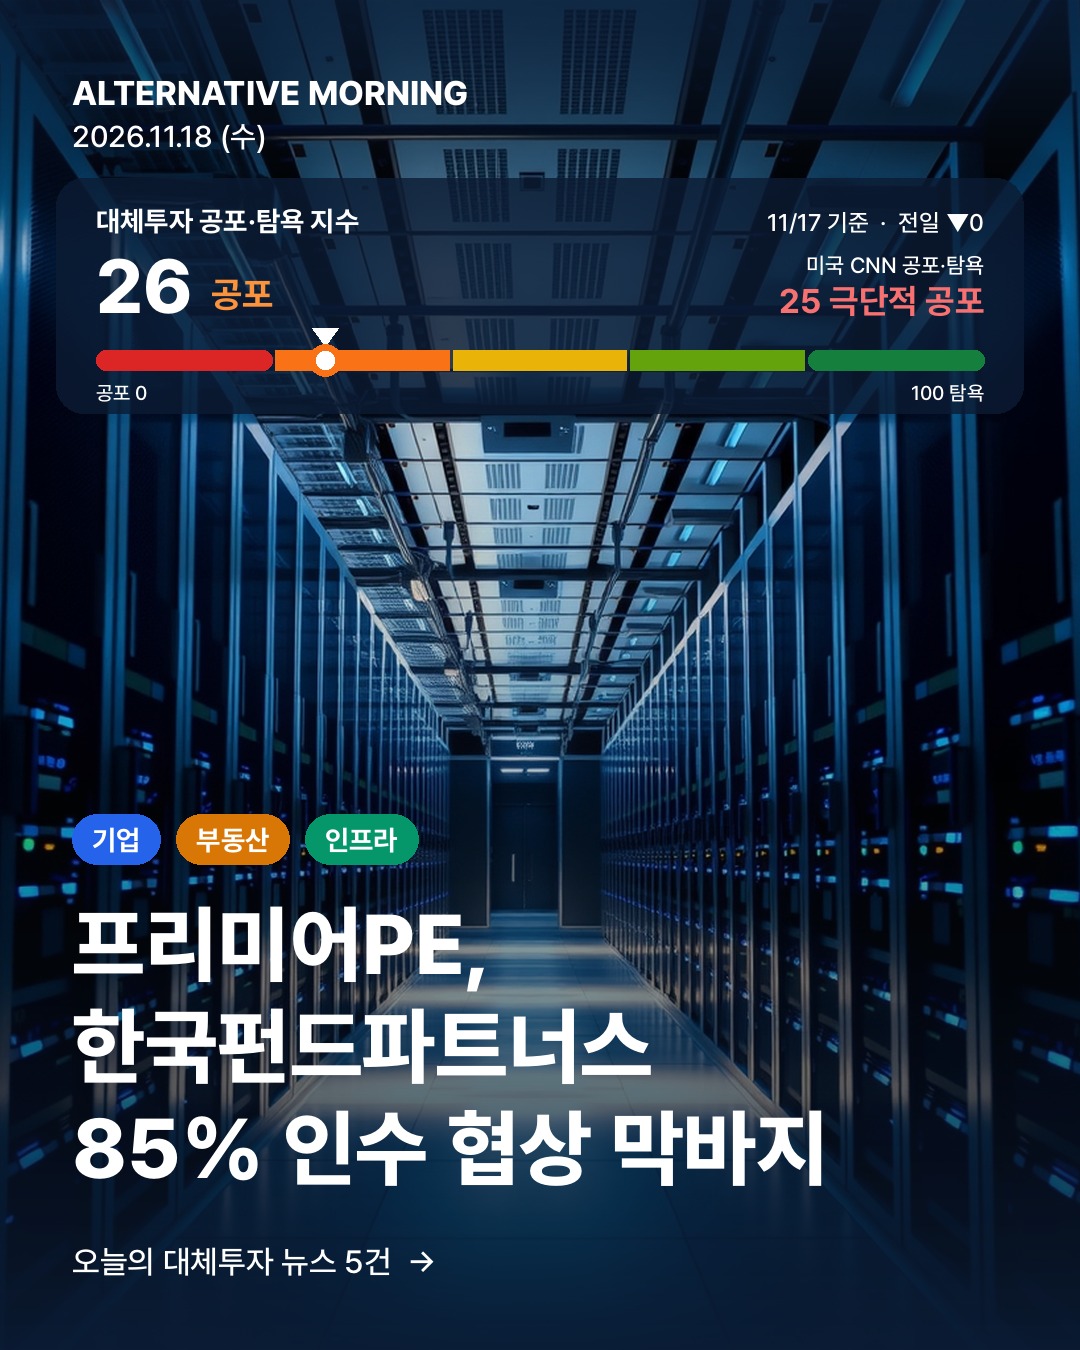 ALTERNATIVE MORNING
2026.11.18 (수)
대체투자 공포·탐욕 지수
11/17 기준 · 전일 ▼0
26 공포
미국 CNN 공포·탐욕
25 극단적 공포
공포 0
100 탐욕
기업
부동산
인프라
프리미어PE,
한국펀드파트너스
85% 인수 협상 막바지
오늘의 대체투자 뉴스 5건 →